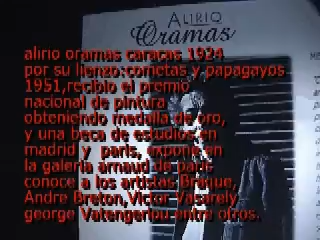 ALIRIO
Oramas
alirio oramas caracas 1924
por su lienzo:cometas y papagayos
1951,recibio el premio
nacional de pintura
obteniendo medalla de oro,
y una beca de estudios en
madrid y paris, expone en
la galeria arnaud de paris
conoce a los artistas Braque,
Andre Breton,Victor Vasarely
george Vatengerlou,entre otros.